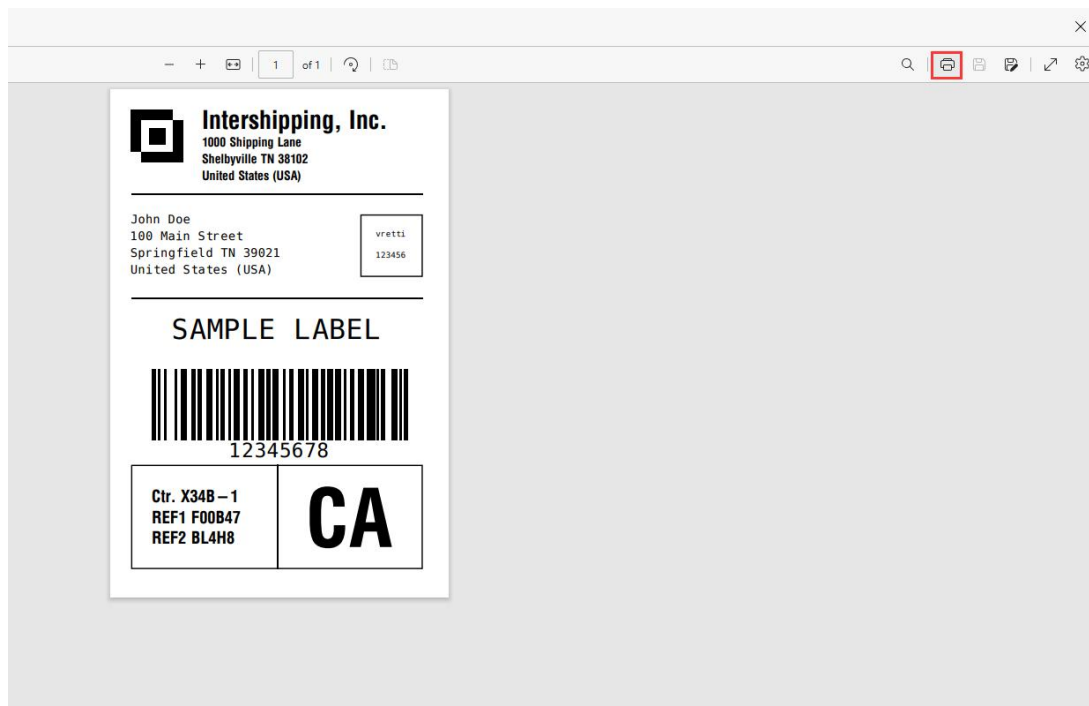 1 of 1
Intershipping, Inc.
1000 Shipping Lane
Shelbyville TN 38102
United States (USA)
John Doe
100 Main Street
Springfield TN 39021
United States (USA)
vretti
123456
SAMPLE LABEL
12345678
Ctr. X34B – 1
REF1 F00B47
REF2 BL4H8
CA